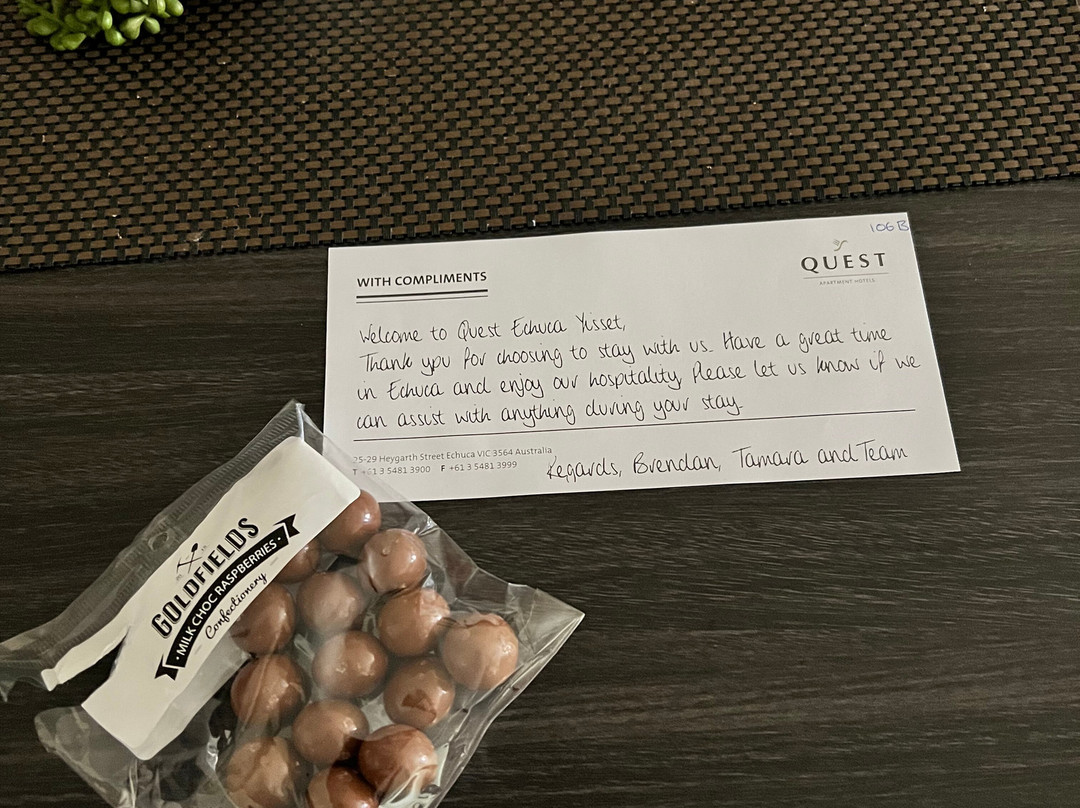 106B
QUEST
APARTMENT HOTELS
WITH COMPLIMENTS
Welcome to Quest Echuca Yisset,
Thank you for choosing to stay with us. Have a great time
in Echuca and enjoy our hospitality. Please let us know if we
can assist with anything during your stay.
25-29 Heygarth Street Echuca VIC 3564 Australia
T +61 3 5481 3900 F +61 3 5481 3999
Regards, Brendan, Tamara and Team
GOLDFIELDS
· MILK CHOC RASPBERRIES ·
Confectionery